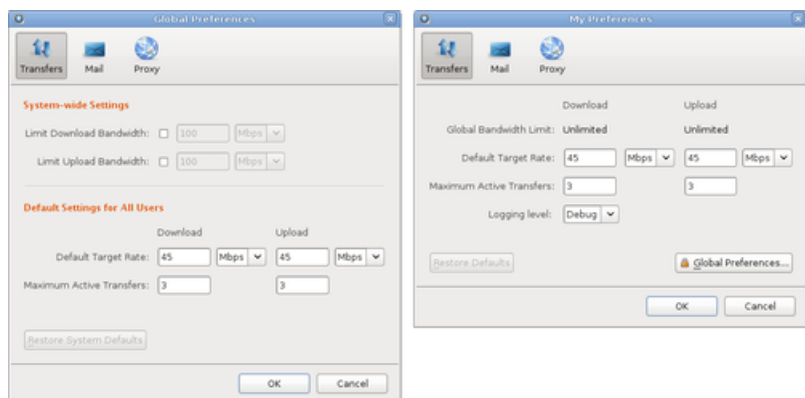 Global Preferences
Transfers Mail Proxy
System-wide Settings
Limit Download Bandwidth: 100 Mbps
Limit Upload Bandwidth: 100 Mbps
Default Settings for All Users
Download Upload
Default Target Rate: 45 Mbps 45 Mbps
Maximum Active Transfers: 3 3
Restore System Defaults
OK Cancel
My Preferences
Transfers Mail Proxy
Download Upload
Global Bandwidth Limit: Unlimited Unlimited
Default Target Rate: 45 Mbps 45 Mbps
Maximum Active Transfers: 3 3
Logging level: Debug
Restore Defaults Global Preferences...
OK Cancel